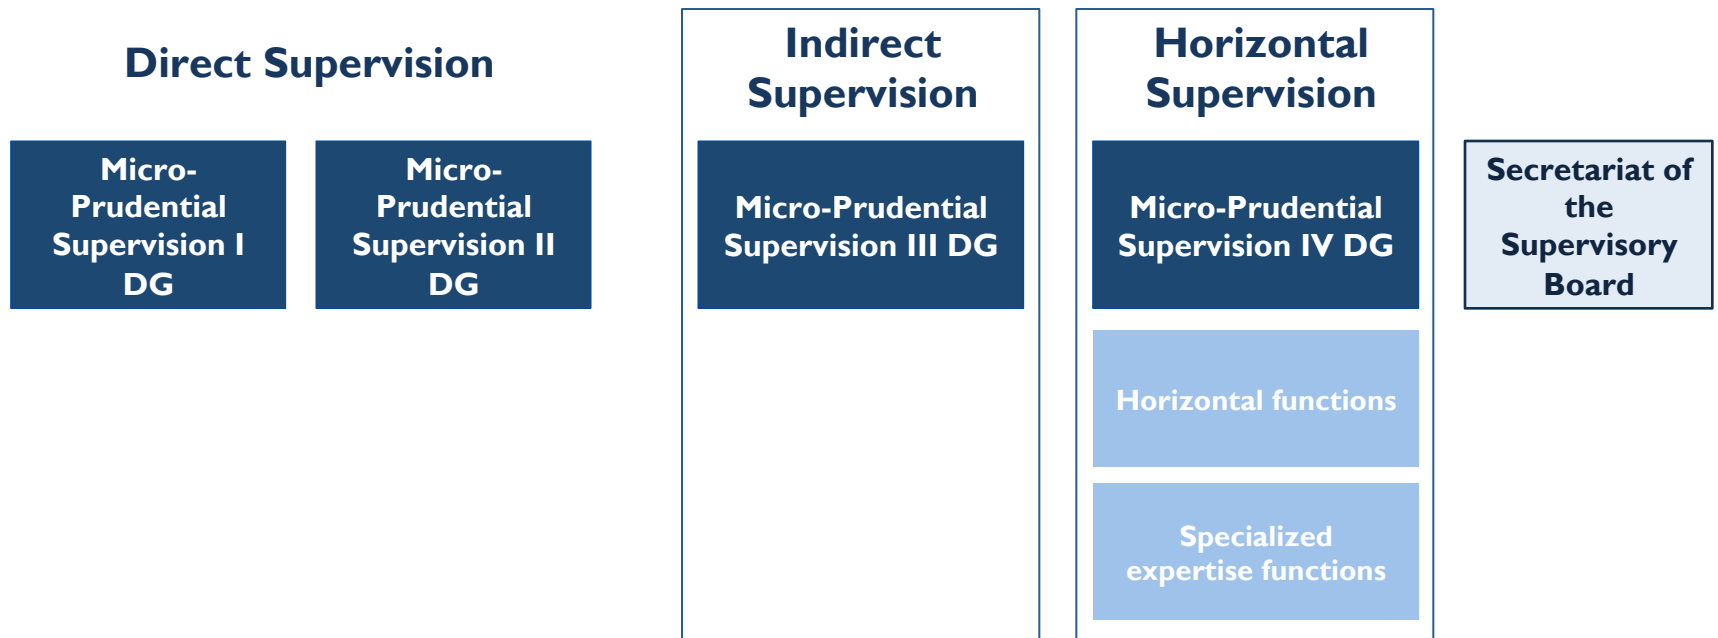 Direct Supervision
Indirect
Supervision
Horizontal
Supervision
Micro-
Prudential
Supervision I
DG
Micro-
Prudential
Supervision II
DG
Micro-Prudential
Supervision III DG
Micro-Prudential
Supervision IV DG
Secretariat of
the
Supervisory
Board
Horizontal functions
Specialized
expertise functions